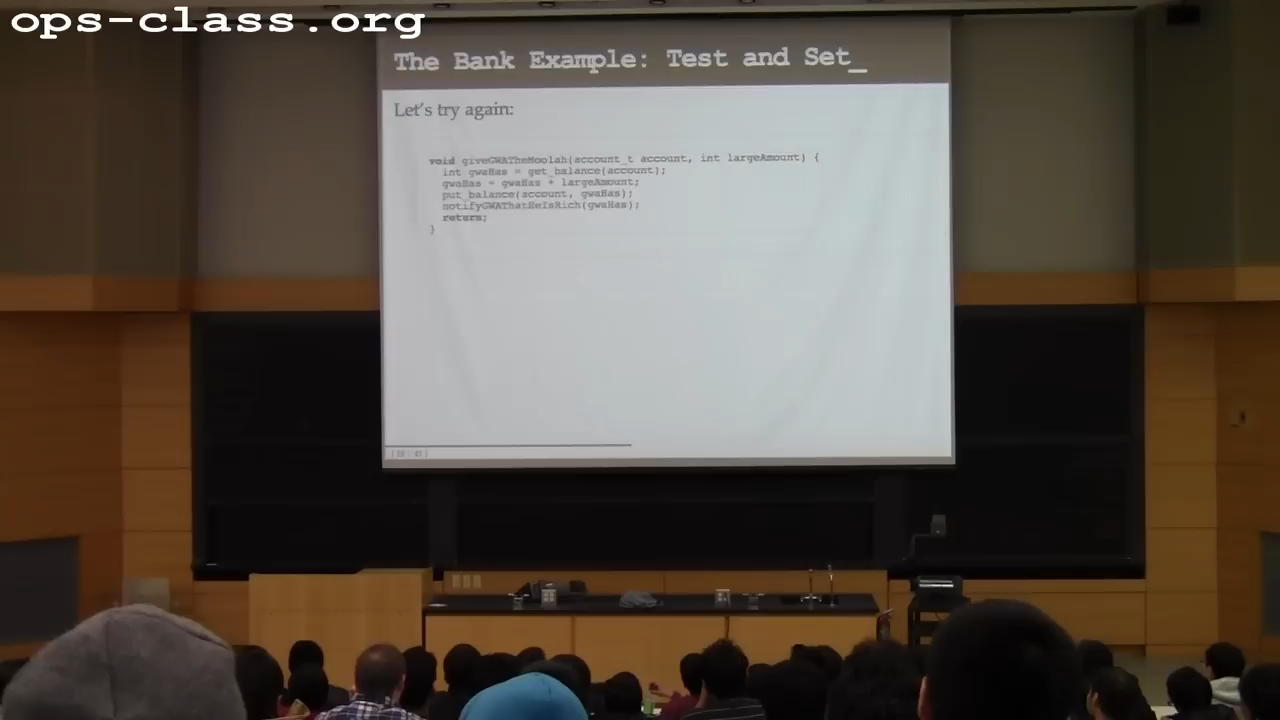 ops-class.org
The Bank Example: Test and Set_
Let's try again:
void giveGWATheMoolah(account_t account, int largeAmount) {
int gwaHas = get_balance(account);
gwaHas = gwaHas + largeAmount;
put_balance(account, gwaHas);
notifyGWAThatHeIsRich(gwaHas);
return;
}